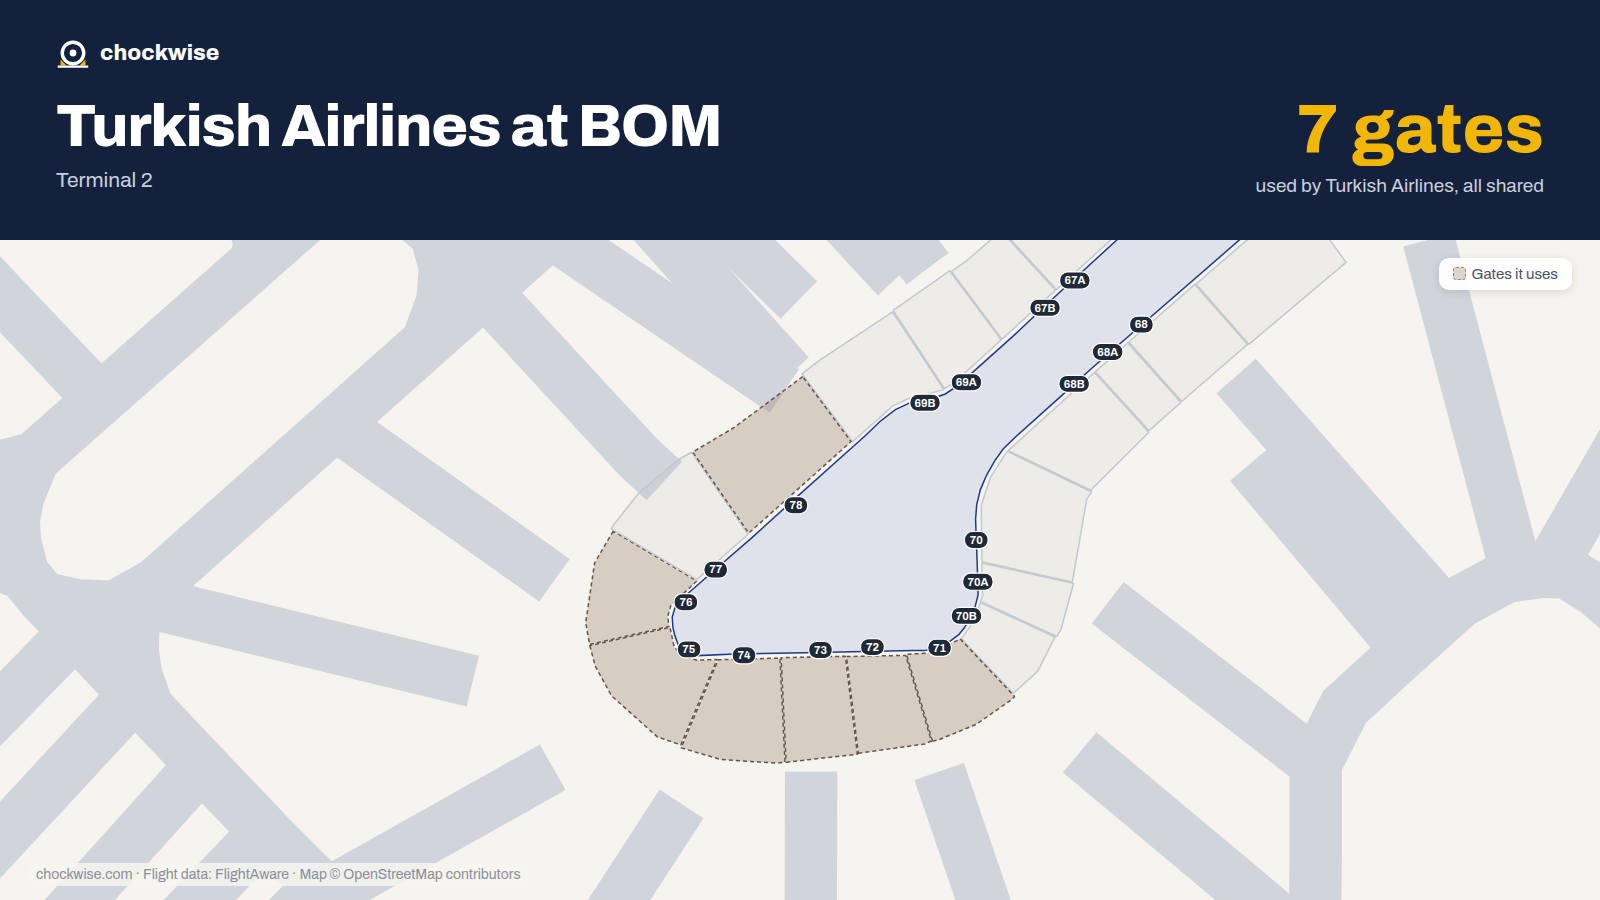 chockwise
Turkish Airlines at BOM
Terminal 2
7 gates
used by Turkish Airlines, all shared
Gates it uses
67A
67B
68
68A
69A
68B
69B
78
70
77
70A
76
70B
75
74
73
72
71
chockwise.com · Flight data: FlightAware · Map © OpenStreetMap contributors